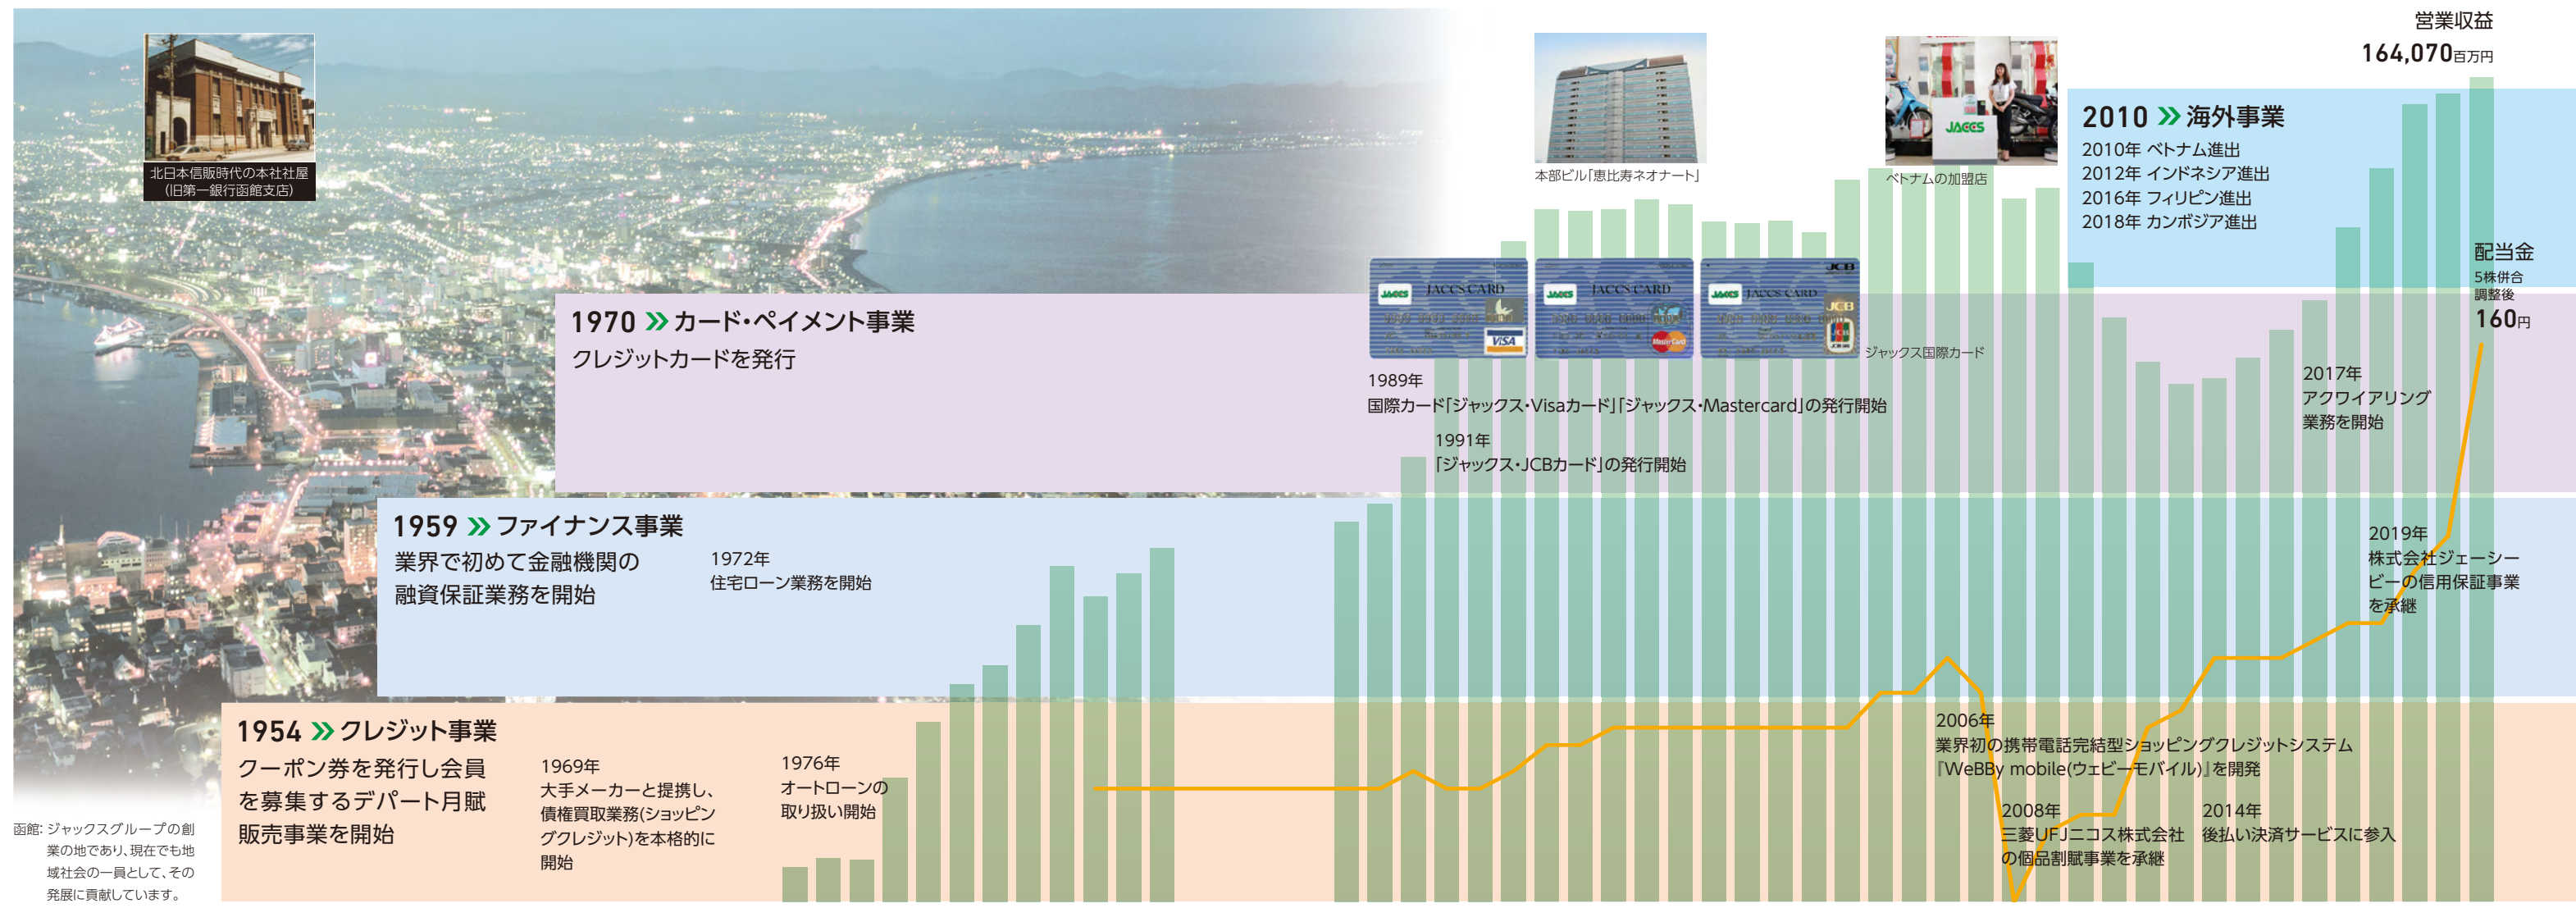 営業収益
164,070百万円
北日本信販時代の本社社屋
(旧第一銀行函館支店)
本部ビル「恵比寿ネオナート」
JACCS
ベトナムの加盟店
2010 海外事業
2010年 ベトナム進出
2012年 インドネシア進出
2016年 フィリピン進出
2018年 カンボジア進出
配当金
5株併合
調整後
160円
1970 カード・ペイメント事業
クレジットカードを発行
JACCS JACCS CARD
VISA
JACCS JACCS CARD
MasterCard
JCB
JACCS JACCS CARD
JCB
JCB
ジャックス国際カード
1989年
国際カード「ジャックス・Visaカード」「ジャックス・Mastercard」の発行開始
1991年
「ジャックス・JCBカード」の発行開始
2017年
アクワイアリング
業務を開始
1959 ファイナンス事業
業界で初めて金融機関の
融資保証業務を開始
1972年
住宅ローン業務を開始
2019年
株式会社ジェーシー
ビーの信用保証事業
を承継
1954 クレジット事業
クーポン券を発行し会員
を募集するデパート月賦
販売事業を開始
1969年
大手メーカーと提携し、
債権買取業務(ショッピン
グクレジット)を本格的に
開始
1976年
オートローンの
取り扱い開始
2006年
業界初の携帯電話完結型ショッピングクレジットシステム
『WeBBy mobile(ウェビーモバイル)』を開発
2008年
三菱UFJニコス株式会社
の個品割賦事業を承継
2014年
後払い決済サービスに参入
函館: ジャックスグループの創
業の地であり、現在でも地
域社会の一員として、その
発展に貢献しています。